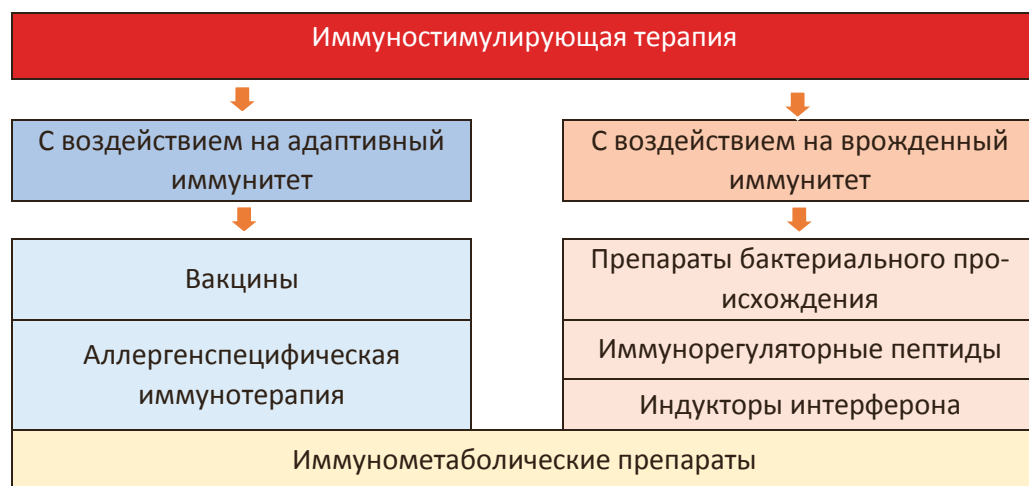 Иммуностимулирующая терапия
С воздействием на адаптивный
иммунитет
С воздействием на врожденный
иммунитет
Вакцины
Аллергенспецифическая
иммунотерапия
Препараты бактериального про-
исхождения
Иммунорегуляторные пептиды
Индукторы интерферона
Иммунометаболические препараты